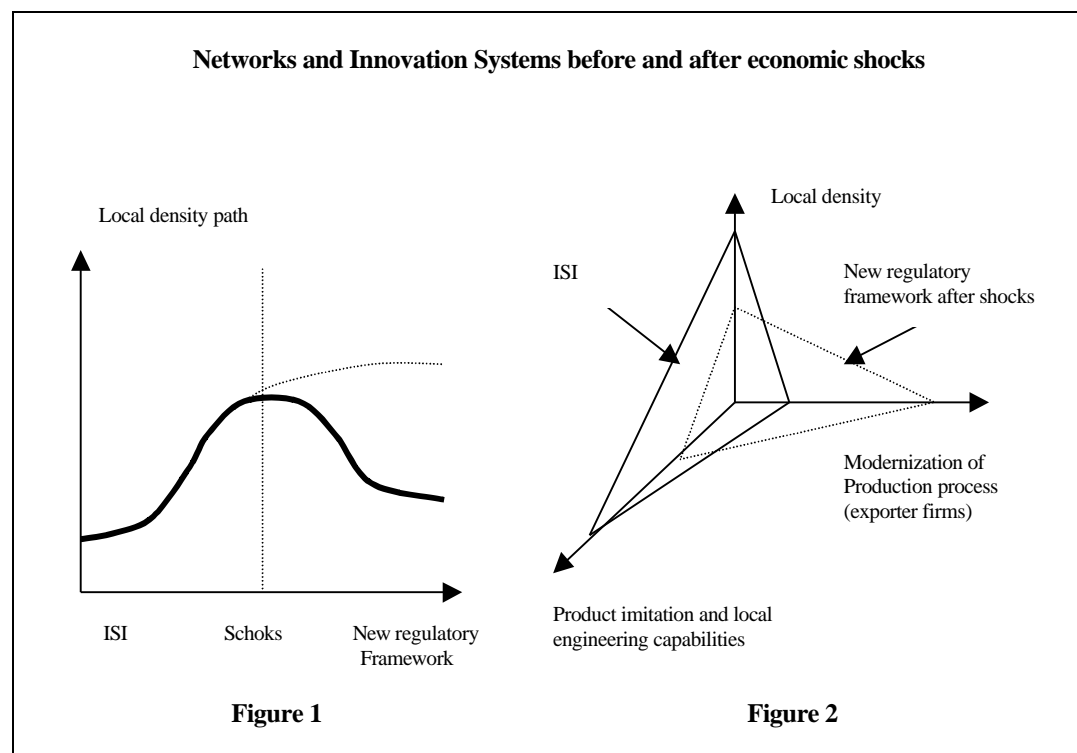 Networks and Innovation Systems before and after economic shocks
Local density path
ISI
Schoks
New regulatory
Framework
Figure 1
Local density
ISI
New regulatory
framework after shocks
Modernization of
Production process
(exporter firms)
Product imitation and local
engineering capabilities
Figure 2